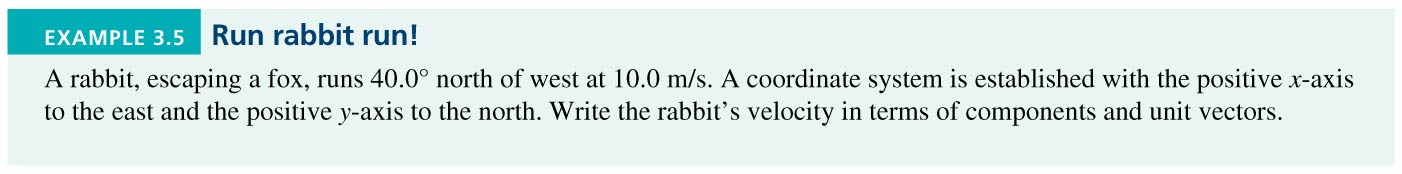 EXAMPLE 3.5 Run rabbit run!
A rabbit, escaping a fox, runs 40.0° north of west at 10.0 m/s. A coordinate system is established with the positive x-axis
to the east and the positive y-axis to the north. Write the rabbit’s velocity in terms of components and unit vectors.